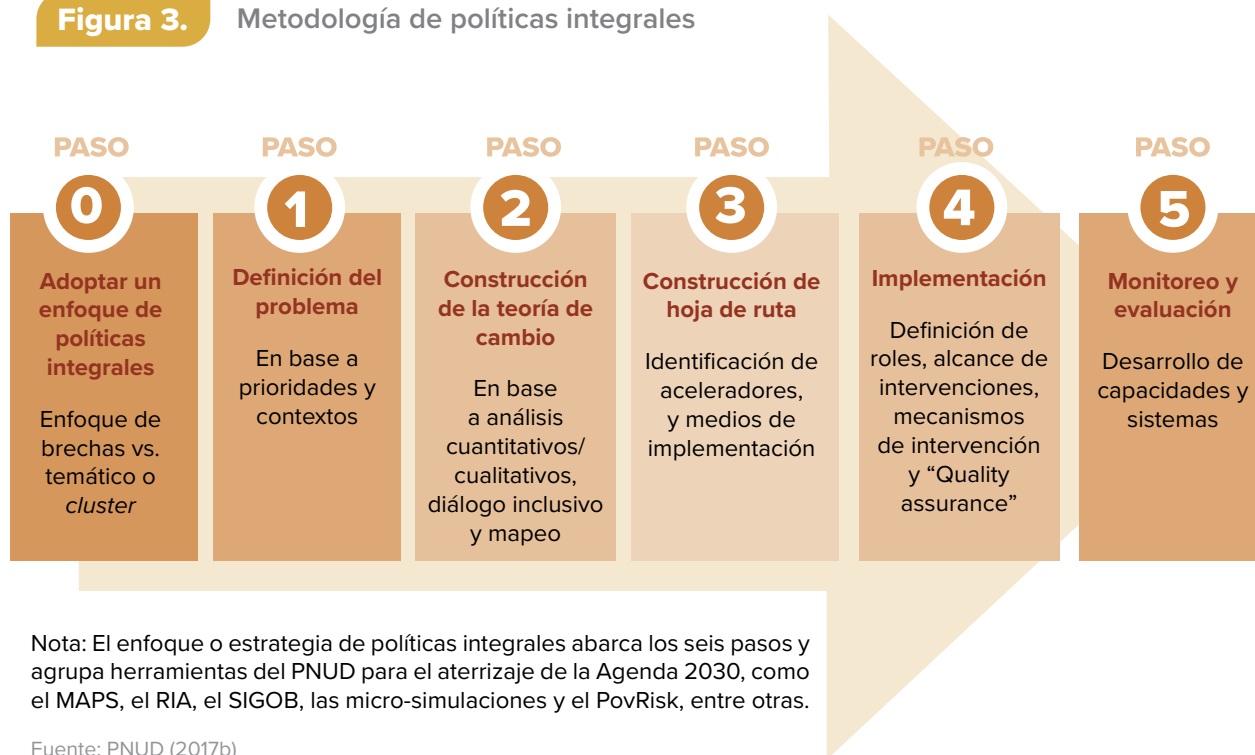 Figura 3.
Metodología de políticas integrales
PASO
0
Adoptar un
enfoque de
políticas
integrales
Enfoque de
brechas vs.
temático o
cluster
PASO
1
Definición del
problema
En base a
prioridades y
contextos
PASO
2
Construcción
de la teoría de
cambio
En base
a análisis
cuantitativos/
cualitativos,
diálogo inclusivo
y mapeo
PASO
3
Construcción de
hoja de ruta
Identificación de
aceleradores,
y medios de
implementación
PASO
4
Implementación
Definición de
roles, alcance de
intervenciones,
mecanismos
de intervención
y “Quality
assurance”
PASO
5
Monitoreo y
evaluación
Desarrollo de
capacidades y
sistemas
Nota: El enfoque o estrategia de políticas integrales abarca los seis pasos y
agrupa herramientas del PNUD para el aterrizaje de la Agenda 2030, como
el MAPS, el RIA, el SIGOB, las micro-simulaciones y el PovRisk, entre otras.
Fuente: PNUD (2017b)